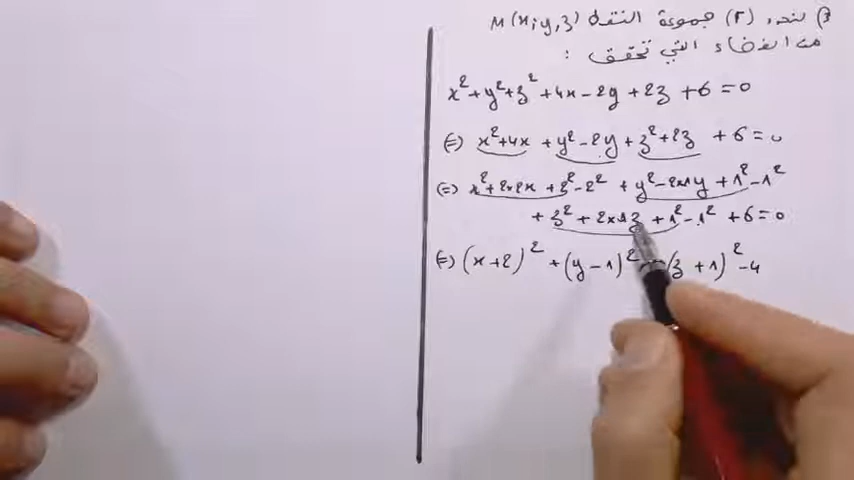 3) لنحدد (Γ) مجموعة النقط M(x,y,z)
من الفضاء التي تحقق :
x²+y²+z²+4x-2y+2z+6=0
(=) x²+4x +y²-2y+z²+2z +6=0
(=) x²+2×2x+2²-2² +y²-2×1y+1²-1²
+z²+2×1z+1²-1²+6=0
(=) (x+2)²+(y-1)² (z+1)²-4